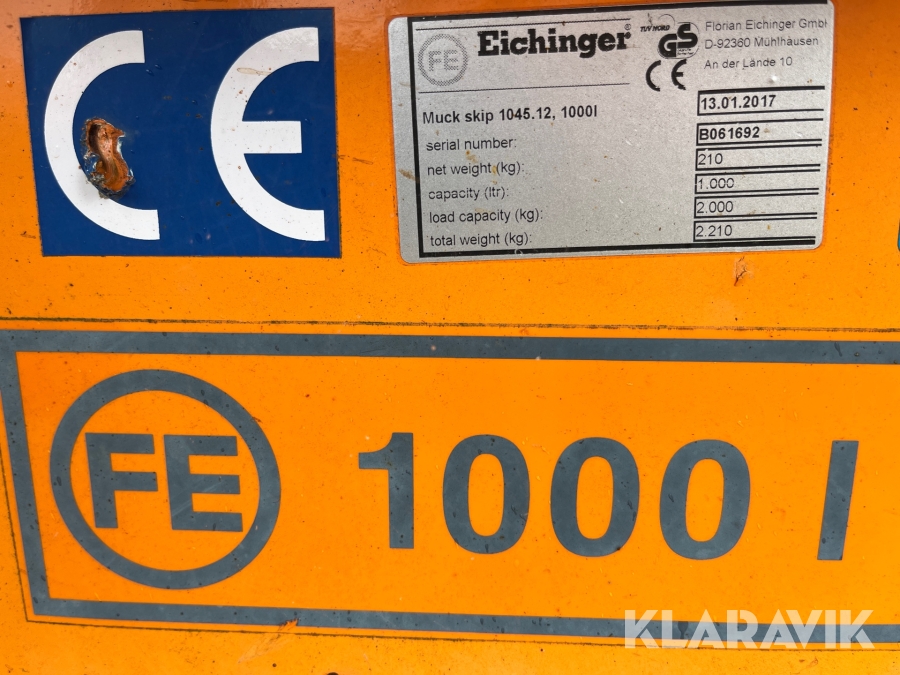 CE
FE
Eichinger®
TÜV NORD
GS
CE
Florian Eichinger GmbH
D-92360 Mühlhausen
An der Lände 10
Muck skip 1045.12, 1000l
13.01.2017
serial number: B061692
net weight (kg): 210
capacity (ltr): 1.000
load capacity (kg): 2.000
total weight (kg): 2.210
FE 1000 l
KLARAVIK